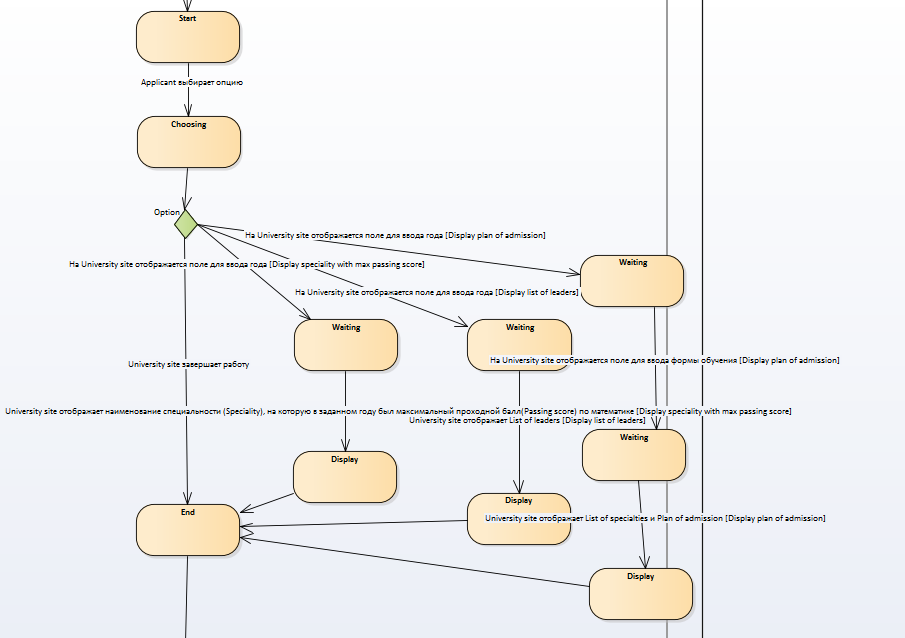 Start
Applicant выбирает опцию
Choosing
Option
На University site отображается поле для ввода года [Display plan of admission]
На University site отображается поле для ввода года [Display speciality with max passing score]
Waiting
На University site отображается поле для ввода года [Display list of leaders]
Waiting
Waiting
На University site отображается поле для ввода формы обучения [Display plan of admission]
University site завершает работу
University site отображает наименование специальности (Speciality), на которую в заданном году был максимальный проходной балл(Passing score) по математике [Display speciality with max passing score]
University site отображает List of leaders [Display list of leaders]
Waiting
Display
Display
End
University site отображает List of specialties и Plan of admission [Display plan of admission]
Display